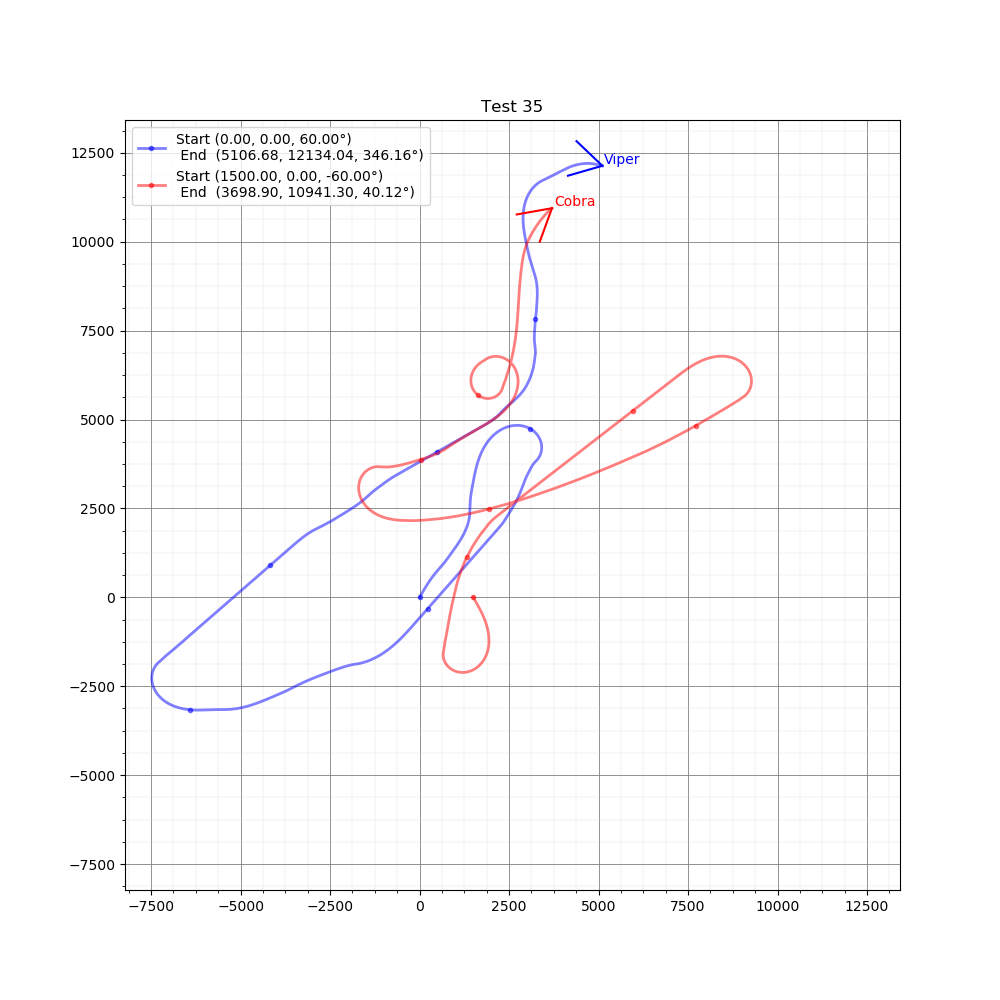 Test 35
Start (0.00, 0.00, 60.00°)
End (5106.68, 12134.04, 346.16°)
Start (1500.00, 0.00, -60.00°)
End (3698.90, 10941.30, 40.12°)
Viper
Cobra
12500
10000
7500
5000
2500
0
−2500
−5000
−7500
−7500 −5000 −2500 0 2500 5000 7500 10000 12500